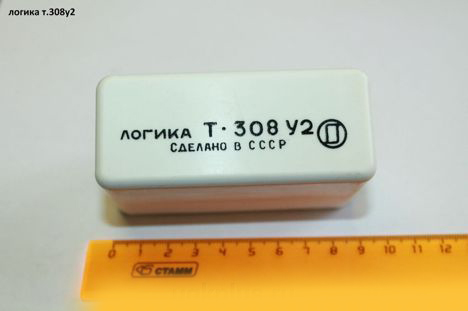 логика т.308у2
ЛОГИКА Т·308 У2
СДЕЛАНО В СССР
0 1 2 3 4 5 6 7 8 9 10 11 12
СТАММ